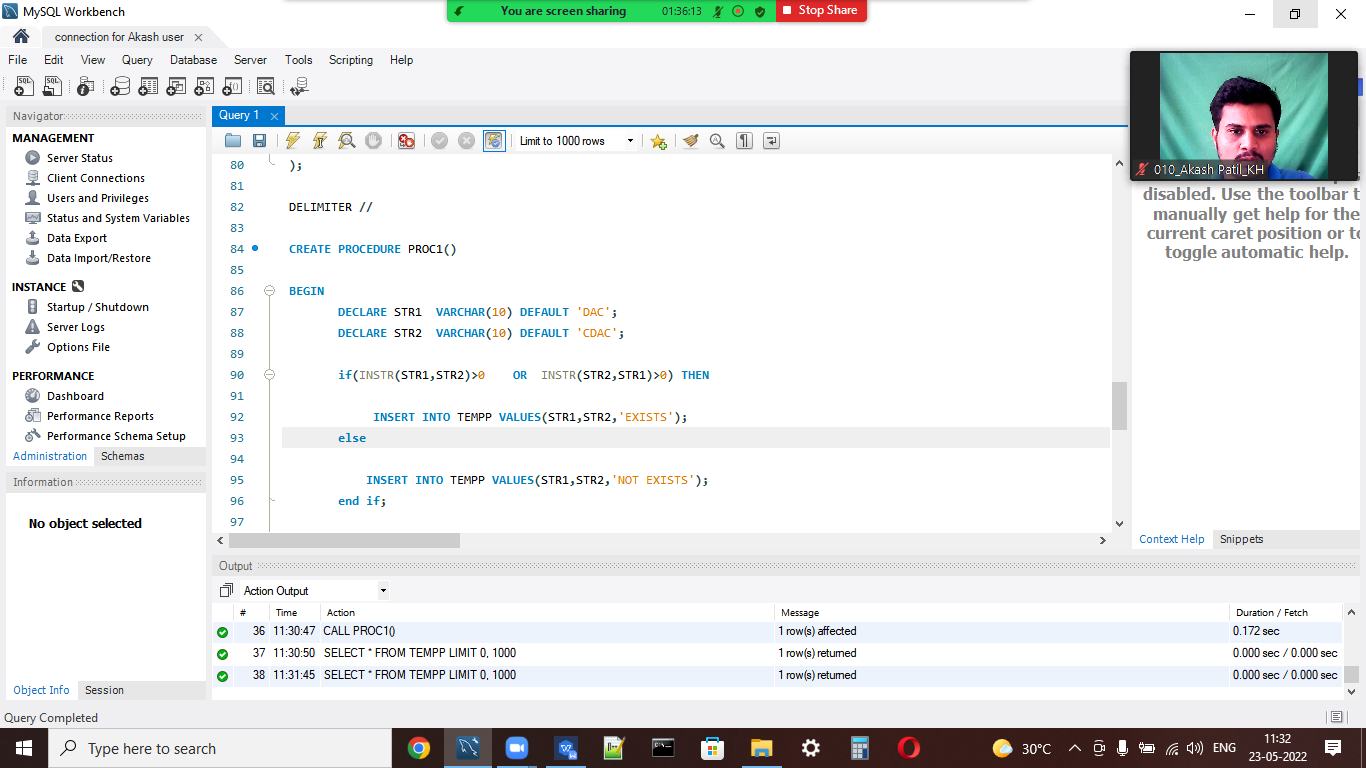 MySQL Workbench
You are screen sharing 01:36:13 Stop Share
connection for Akash user
File Edit View Query Database Server Tools Scripting Help
Navigator
MANAGEMENT
Server Status
Client Connections
Users and Privileges
Status and System Variables
Data Export
Data Import/Restore
INSTANCE
Startup / Shutdown
Server Logs
Options File
PERFORMANCE
Dashboard
Performance Reports
Performance Schema Setup
Administration Schemas
Information
No object selected
Object Info Session
Query Completed
Query 1
Limit to 1000 rows
80 );
81
82 DELIMITER //
83
84 CREATE PROCEDURE PROC1()
85
86 BEGIN
87 DECLARE STR1 VARCHAR(10) DEFAULT 'DAC';
88 DECLARE STR2 VARCHAR(10) DEFAULT 'CDAC';
89
90 if(INSTR(STR1,STR2)>0 OR INSTR(STR2,STR1)>0) THEN
91
92 INSERT INTO TEMPP VALUES(STR1,STR2,'EXISTS');
93 else
94
95 INSERT INTO TEMPP VALUES(STR1,STR2,'NOT EXISTS');
96 end if;
97
010_Akash Patil_KH
disabled. Use the toolbar t
manually get help for the
current caret position or to
toggle automatic help.
Context Help Snippets
Output
Action Output
# Time Action Message Duration / Fetch
36 11:30:47 CALL PROC1() 1 row(s) affected 0.172 sec
37 11:30:50 SELECT * FROM TEMPP LIMIT 0, 1000 1 row(s) returned 0.000 sec / 0.000 sec
38 11:31:45 SELECT * FROM TEMPP LIMIT 0, 1000 1 row(s) returned 0.000 sec / 0.000 sec
Type here to search
30°C ENG 11:32
23-05-2022